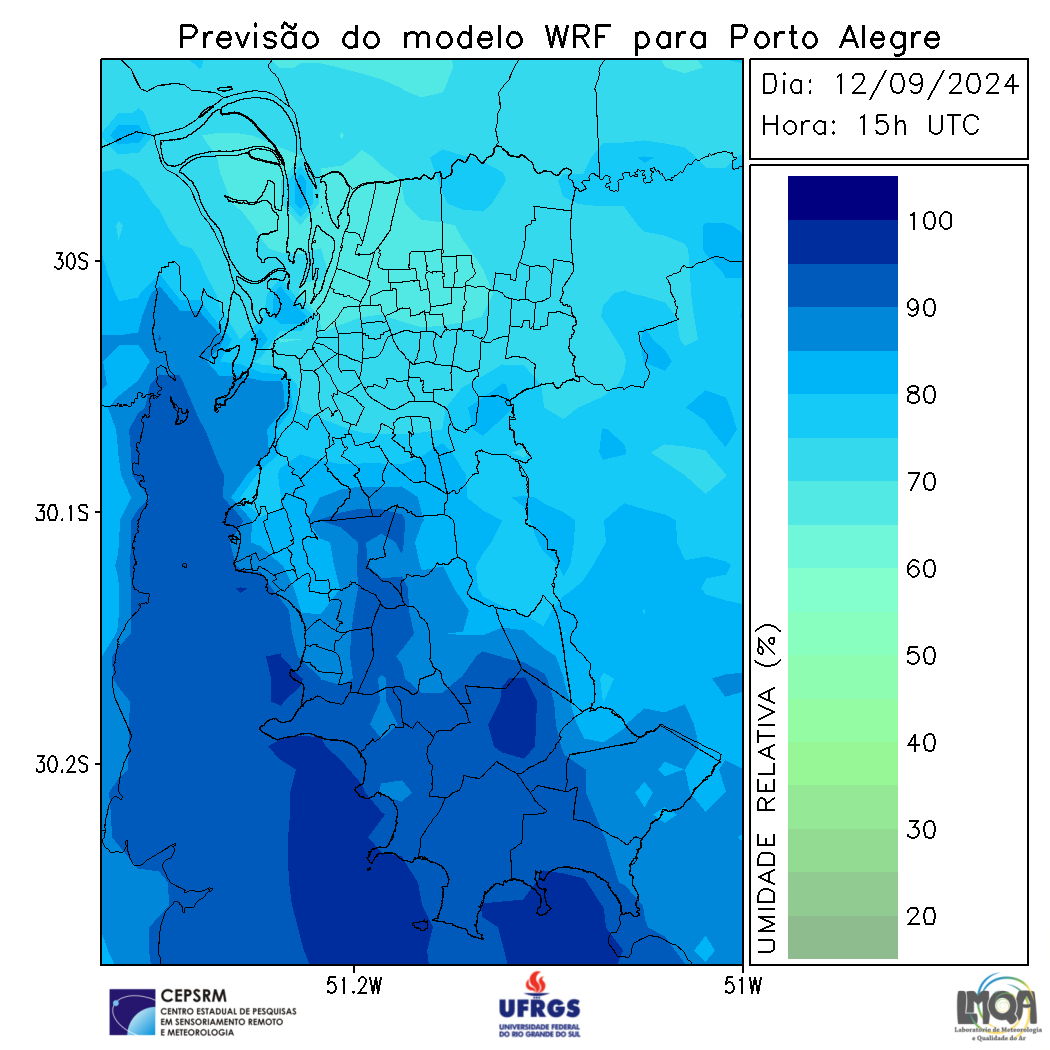 Previsão do modelo WRF para Porto Alegre
Dia: 12/09/2024
Hora: 15h UTC
100
90
80
70
60
50
40
30
20
UMIDADE RELATIVA (%)
30S
30.1S
30.2S
51.2W
51W
CEPSRM
CENTRO ESTADUAL DE PESQUISAS
EM SENSORIAMENTO REMOTO
E METEOROLOGIA
UFRGS
UNIVERSIDADE FEDERAL
DO RIO GRANDE DO SUL
LMQA
Laboratório de Meteorologia
e Qualidade do Ar